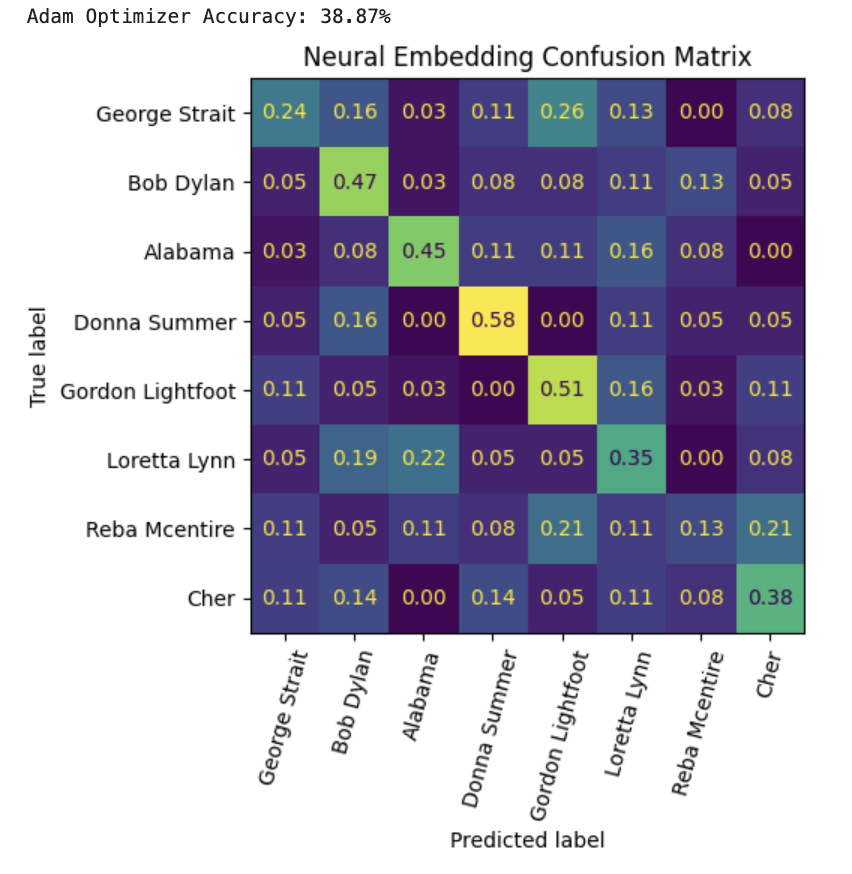 Adam Optimizer Accuracy: 38.87%
Neural Embedding Confusion Matrix
True label
George Strait 0.24 0.16 0.03 0.11 0.26 0.13 0.00 0.08
Bob Dylan 0.05 0.47 0.03 0.08 0.08 0.11 0.13 0.05
Alabama 0.03 0.08 0.45 0.11 0.11 0.16 0.08 0.00
Donna Summer 0.05 0.16 0.00 0.58 0.00 0.11 0.05 0.05
Gordon Lightfoot 0.11 0.05 0.03 0.00 0.51 0.16 0.03 0.11
Loretta Lynn 0.05 0.19 0.22 0.05 0.05 0.35 0.00 0.08
Reba Mcentire 0.11 0.05 0.11 0.08 0.21 0.11 0.13 0.21
Cher 0.11 0.14 0.00 0.14 0.05 0.11 0.08 0.38
George Strait
Bob Dylan
Alabama
Donna Summer
Gordon Lightfoot
Loretta Lynn
Reba Mcentire
Cher
Predicted label